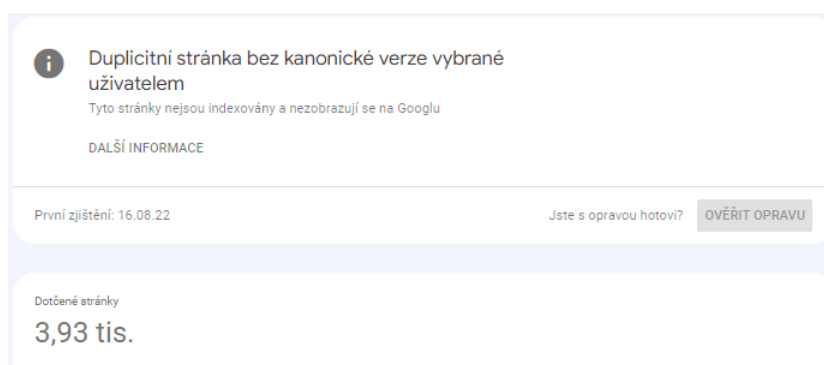 Duplicitní stránka bez kanonické verze vybrané
uživatelem
Tyto stránky nejsou indexovány a nezobrazují se na Googlu
DALŠÍ INFORMACE
První zjištění: 16.08.22
Jste s opravou hotovi?
OVĚŘIT OPRAVU
Dotčené stránky
3,93 tis.